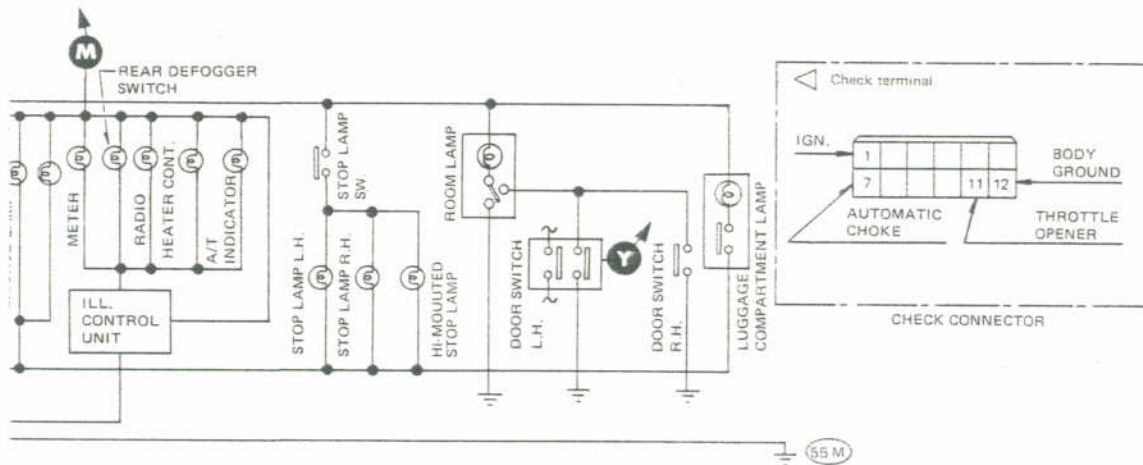 M
REAR DEFOGGER
SWITCH
METER
RADIO
HEATER CONT.
A/T
INDICATOR
ILL.
CONTROL
UNIT
STOP LAMP
SW.
STOP LAMP L.H.
STOP LAMP R.H.
HI-MOUUTED
STOP LAMP
ROOM LAMP
DOOR SWITCH
L.H.
Y
DOOR SWITCH
R.H.
LUGGAGE
COMPARTMENT LAMP
Check terminal
IGN.
1
7
11
12
BODY
GROUND
AUTOMATIC
CHOKE
THROTTLE
OPENER
CHECK CONNECTOR
55 M